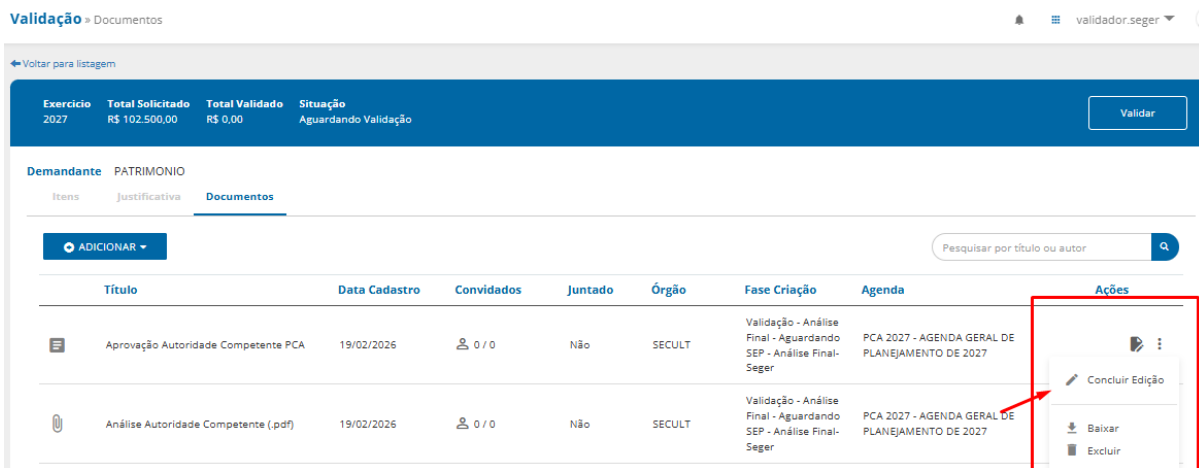 Validação » Documentos
validador.seger
Voltar para listagem
Exercício Total Solicitado Total Validado Situação
2027 R$ 102.500,00 R$ 0,00 Aguardando Validação
Validar
Demandante PATRIMONIO
Itens Justificativa Documentos
ADICIONAR
Pesquisar por título ou autor
Título Data Cadastro Convidados Juntado Órgão Fase Criação Agenda Ações
Aprovação Autoridade Competente PCA 19/02/2026 0 / 0 Não SECULT
Validação - Análise
Final - Aguardando
SEP - Análise Final-
Seger
PCA 2027 - AGENDA GERAL DE
PLANEJAMENTO DE 2027
Concluir Edição
Análise Autoridade Competente (.pdf) 19/02/2026 0 / 0 Não SECULT
Validação - Análise
Final - Aguardando
SEP - Análise Final-
Seger
PCA 2027 - AGENDA GERAL DE
PLANEJAMENTO DE 2027
Baixar
Excluir